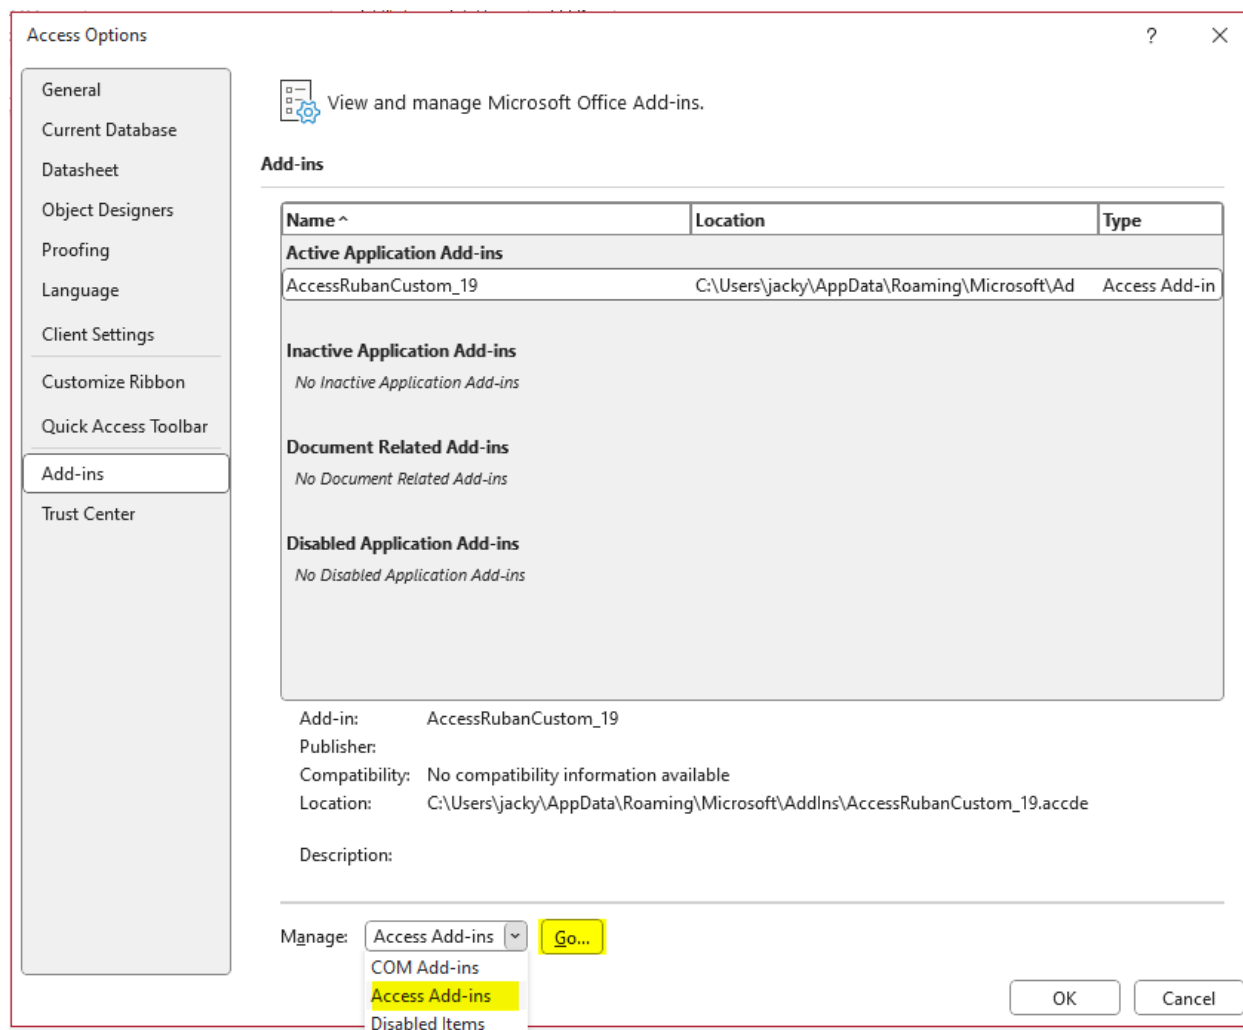 Access Options
?
General
Current Database
Datasheet
Object Designers
Proofing
Language
Client Settings
Customize Ribbon
Quick Access Toolbar
Add-ins
Trust Center
View and manage Microsoft Office Add-ins.
Add-ins
Name Location Type
Active Application Add-ins
AccessRubanCustom_19 C:\Users\jacky\AppData\Roaming\Microsoft\Ad Access Add-in
Inactive Application Add-ins
No Inactive Application Add-ins
Document Related Add-ins
No Document Related Add-ins
Disabled Application Add-ins
No Disabled Application Add-ins
Add-in: AccessRubanCustom_19
Publisher:
Compatibility: No compatibility information available
Location: C:\Users\jacky\AppData\Roaming\Microsoft\AddIns\AccessRubanCustom_19.accde
Description:
Manage: Access Add-ins Go...
COM Add-ins
Access Add-ins
Disabled Items
OK Cancel